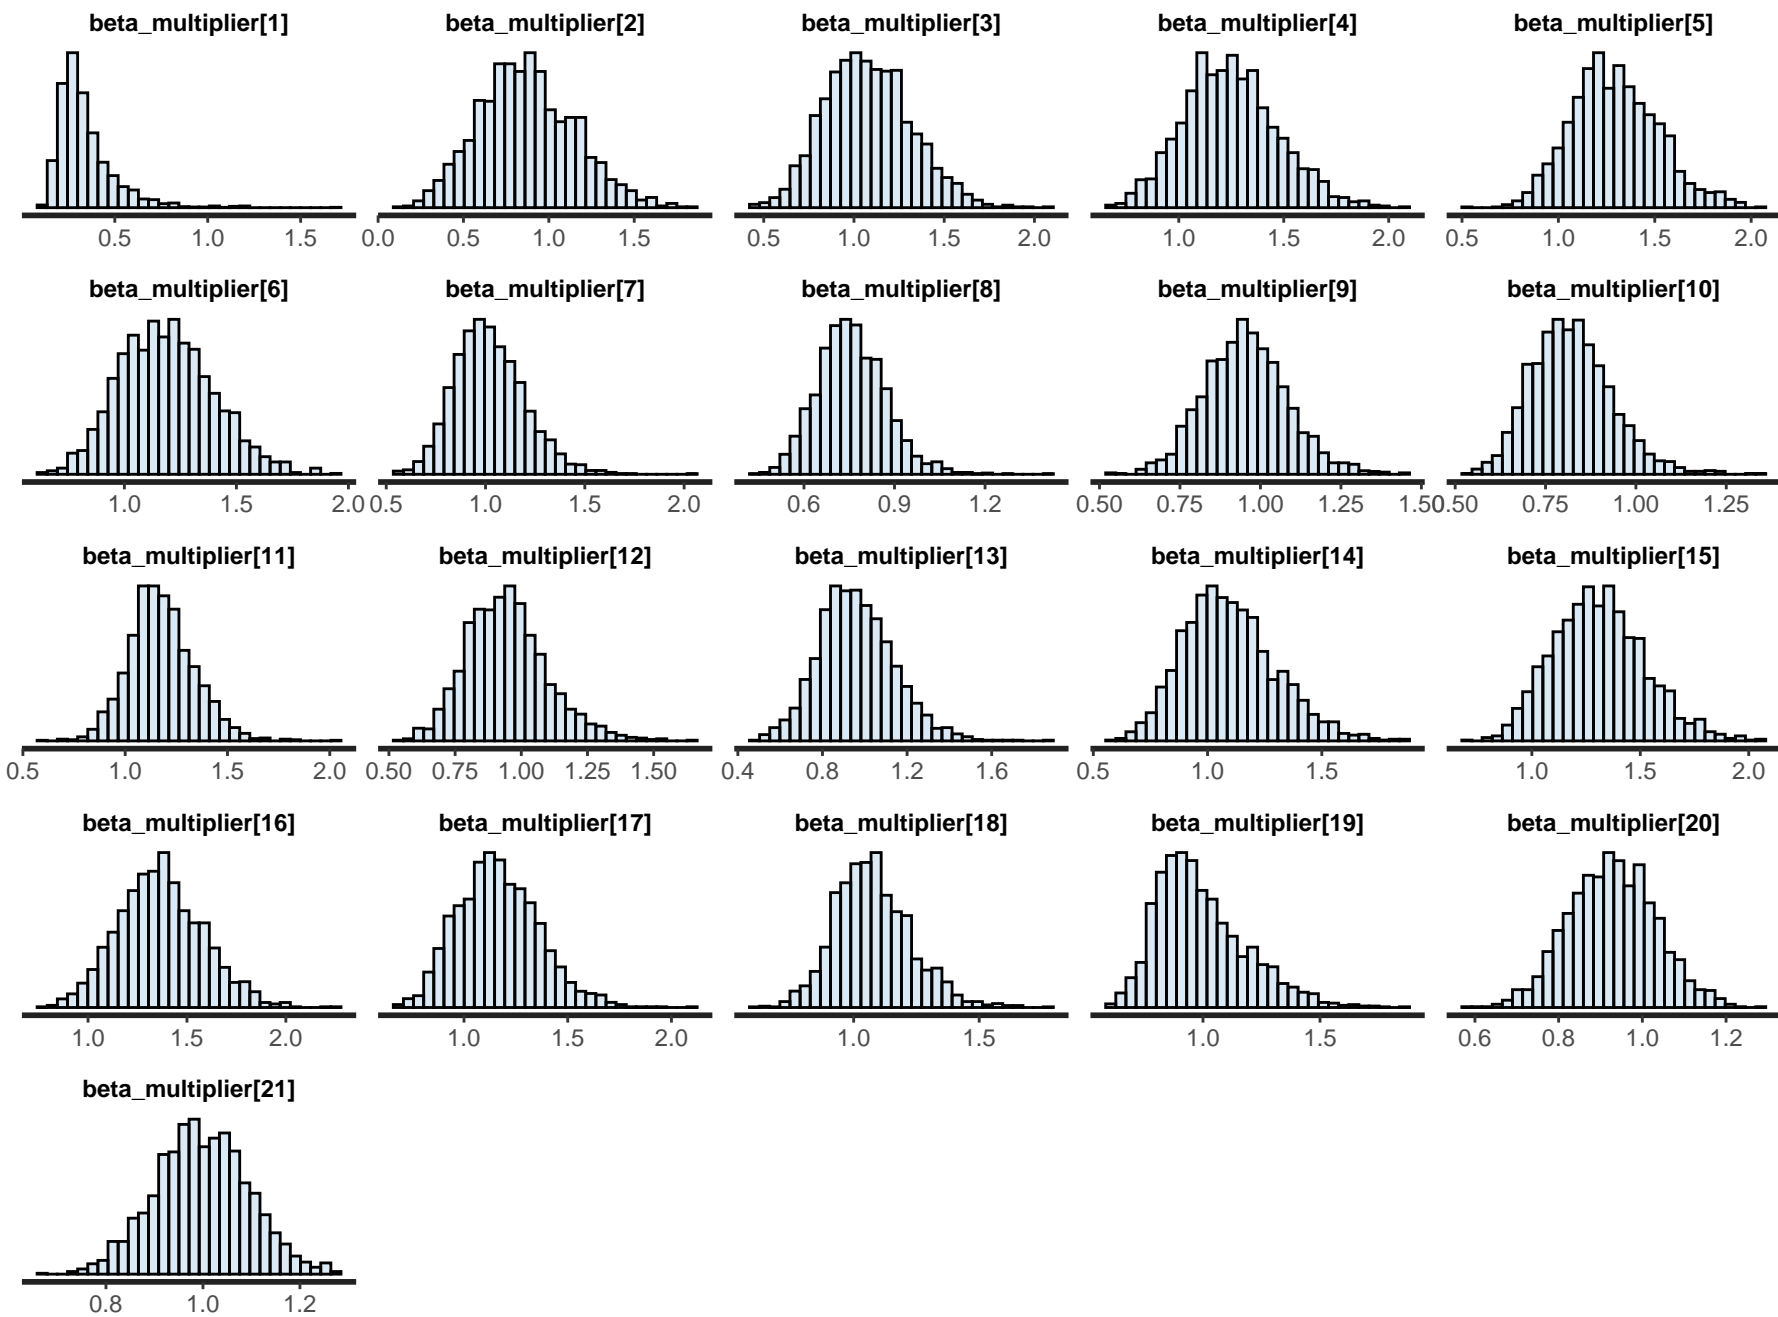 beta_multiplier[1] beta_multiplier[2] beta_multiplier[3] beta_multiplier[4] beta_multiplier[5]
0.5 1.0 1.5 0.0 0.5 1.0 1.5 0.5 1.0 1.5 2.0 1.0 1.5 2.0 0.5 1.0 1.5 2.0
beta_multiplier[6] beta_multiplier[7] beta_multiplier[8] beta_multiplier[9] beta_multiplier[10]
1.0 1.5 2.0 0.5 1.0 1.5 2.0 0.6 0.9 1.2 0.50 0.75 1.00 1.25 1.50 0.50 0.75 1.00 1.25
beta_multiplier[11] beta_multiplier[12] beta_multiplier[13] beta_multiplier[14] beta_multiplier[15]
0.5 1.0 1.5 2.0 0.50 0.75 1.00 1.25 1.50 0.4 0.8 1.2 1.6 0.5 1.0 1.5 1.0 1.5 2.0
beta_multiplier[16] beta_multiplier[17] beta_multiplier[18] beta_multiplier[19] beta_multiplier[20]
1.0 1.5 2.0 1.0 1.5 2.0 1.0 1.5 1.0 1.5 0.6 0.8 1.0 1.2
beta_multiplier[21]
0.8 1.0 1.2